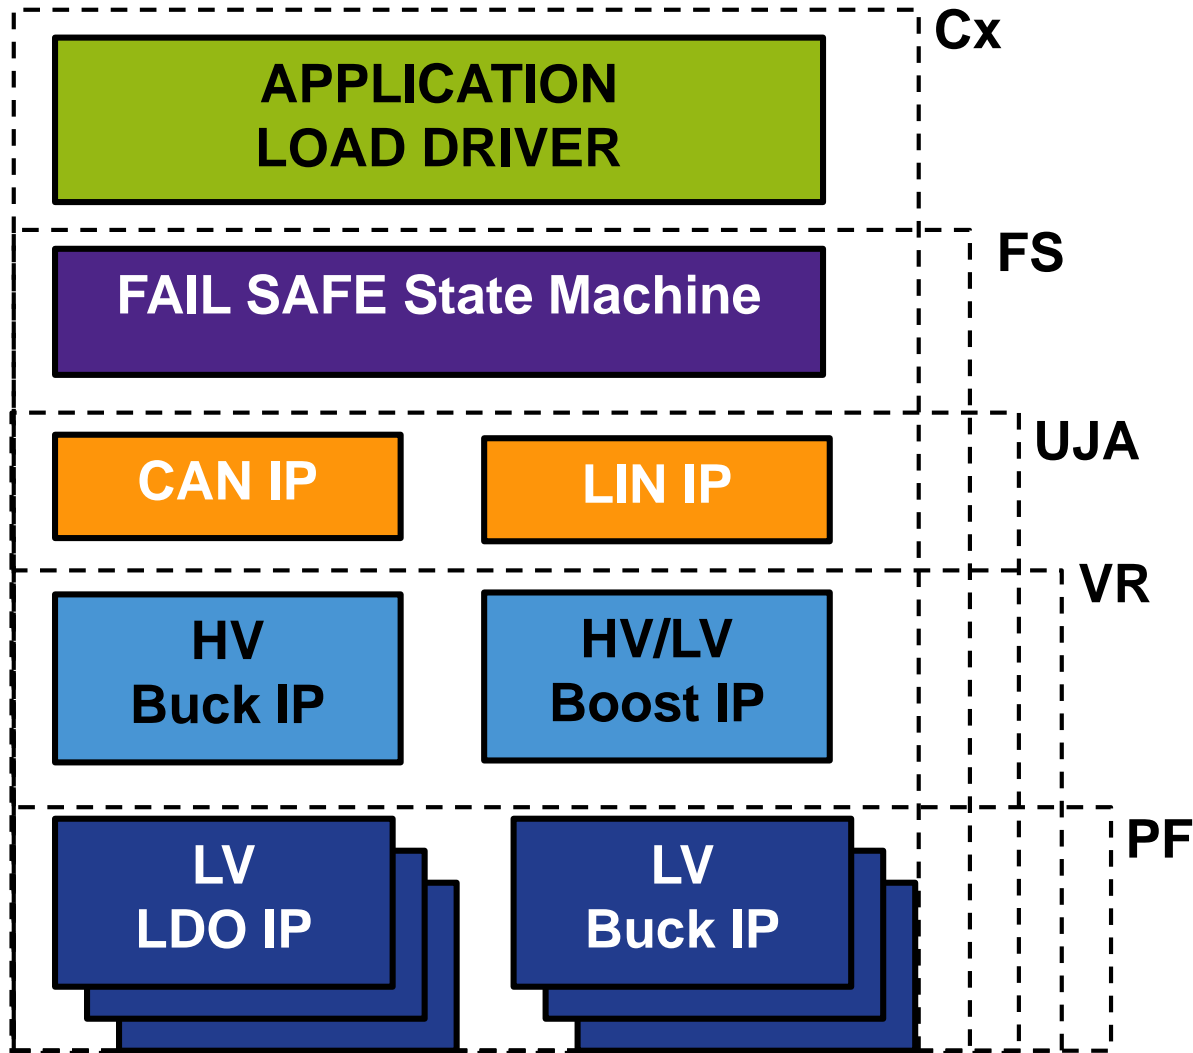 Cx
APPLICATION
LOAD DRIVER
FS
FAIL SAFE State Machine
UJA
CAN IP
LIN IP
VR
HV
Buck IP
HV/LV
Boost IP
PF
LV
LDO IP
LV
Buck IP